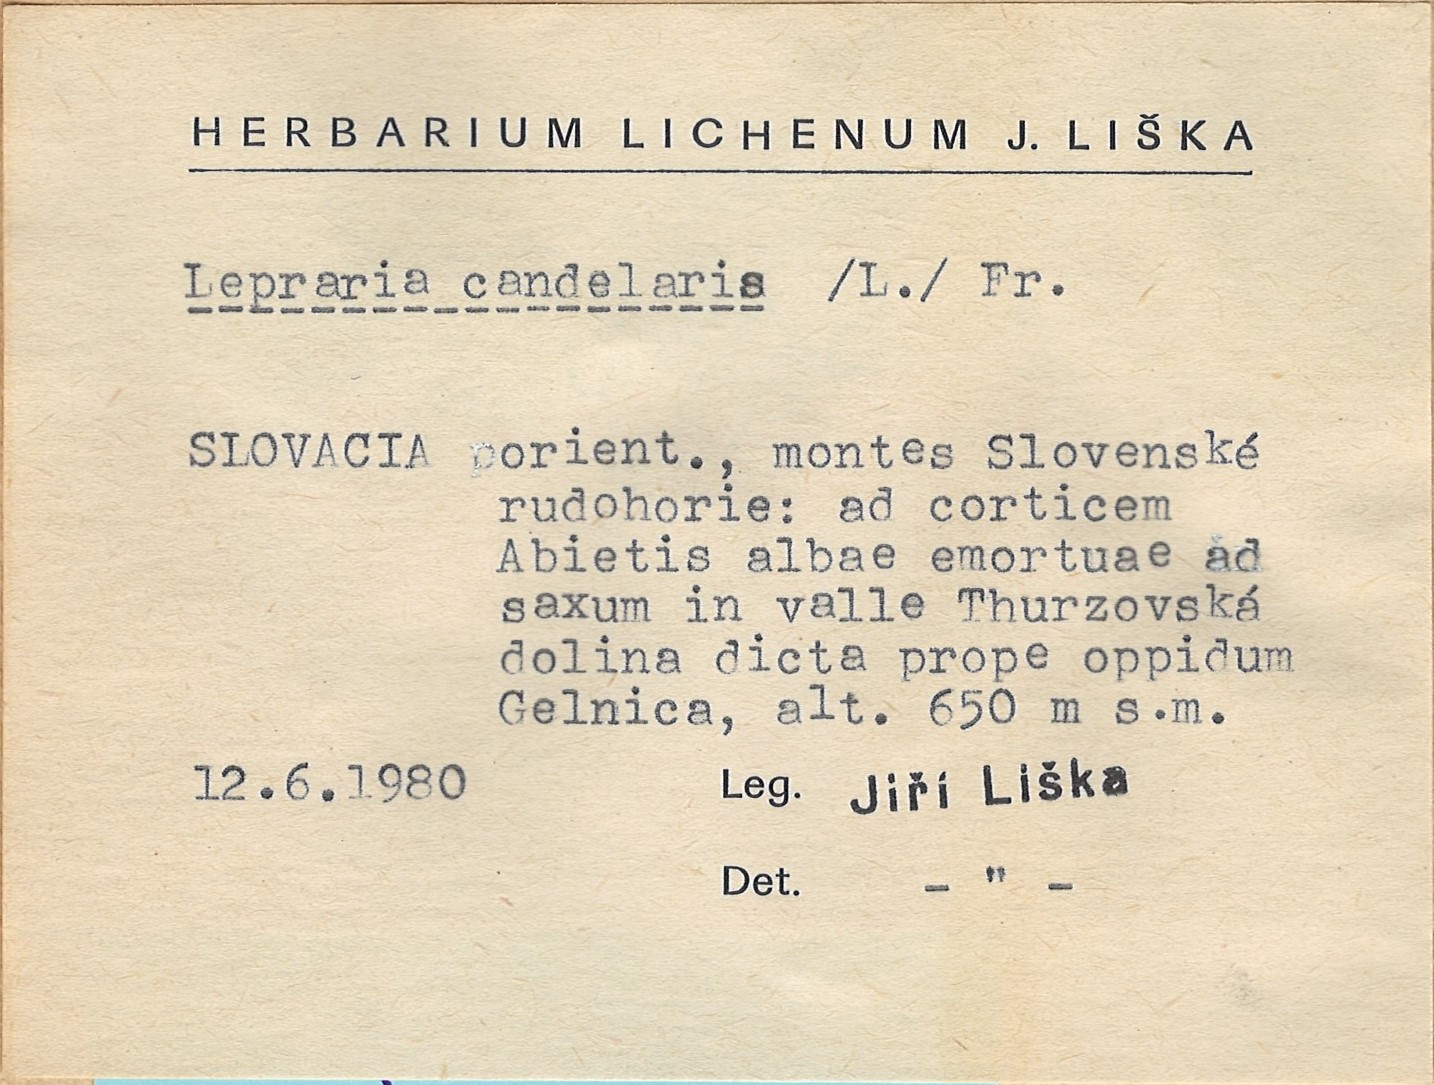 HERBARIUM LICHENUM J. LIŠKA
Lepraria candelaris /L./ Fr.
SLOVACIA orient., montes Slovenské
rudohorie: ad corticem
Abietis albae emortuae ad
saxum in valle Thurzovská
dolina dicta prope oppidum
Gelnica, alt. 650 m s.m.
12.6.1980 Leg. Jiří Liška
Det. - " -